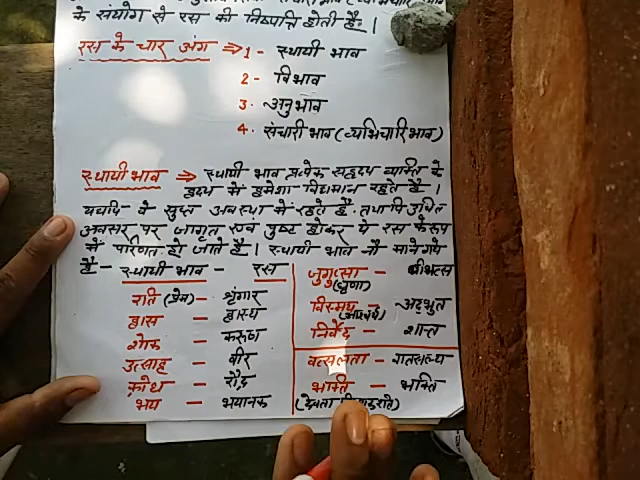 के संयोग से रस की निष्पत्ति होती है।
रस के चार अंग ⇒ 1- स्थायी भाव
2- विभाव
3. अनुभाव
4. संचारी भाव (व्यभिचारिभाव)
स्थायी भाव ⇒ स्थायी भाव प्रत्येक सहृदय व्यक्ति के
हृदय में हमेशा विद्यमान रहते है।
यद्यपि वे सुप्त अवस्था में रहते है. तथापि उचित
अवसर पर जागृत एवं पुष्ट होकर ये रस के रूप
में परिणत हो जाते है। स्थायी भाव नौ माने गये
है- स्थायी भाव - रस
रति (प्रेम) - श्रृंगार
हास - हास्य
शोक - करूण
उत्साह - वीर
क्रोध - रौद्र
भय - भयानक
जुगुत्सा - बीभत्स
(घृणा)
विस्मय - अद्भुत
(आश्चर्य)
निर्वेद - शान्त
वत्सलता - वात्सल्य
भक्ति - भक्ति
(देवता